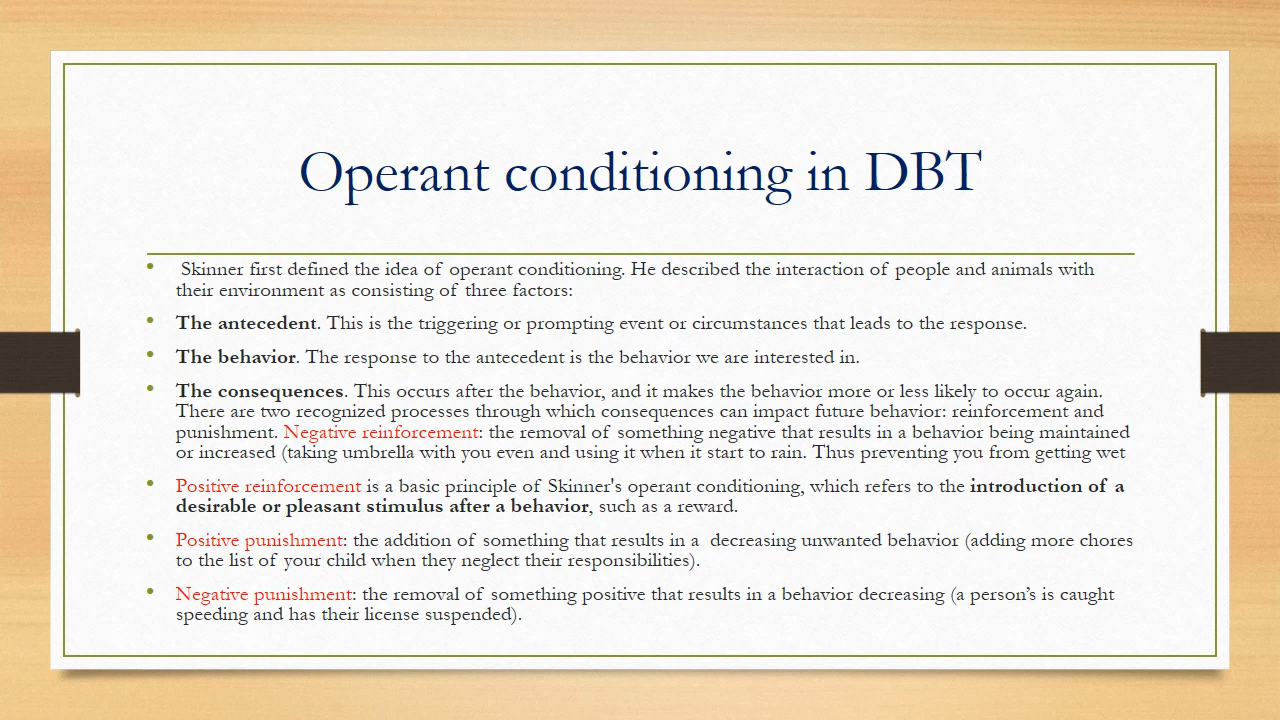 Operant conditioning in DBT
• Skinner first defined the idea of operant conditioning. He described the interaction of people and animals with
their environment as consisting of three factors:
• The antecedent. This is the triggering or prompting event or circumstances that leads to the response.
• The behavior. The response to the antecedent is the behavior we are interested in.
• The consequences. This occurs after the behavior, and it makes the behavior more or less likely to occur again.
There are two recognized processes through which consequences can impact future behavior: reinforcement and
punishment. Negative reinforcement: the removal of something negative that results in a behavior being maintained
or increased (taking umbrella with you even and using it when it start to rain. Thus preventing you from getting wet
• Positive reinforcement is a basic principle of Skinner's operant conditioning, which refers to the introduction of a
desirable or pleasant stimulus after a behavior, such as a reward.
• Positive punishment: the addition of something that results in a decreasing unwanted behavior (adding more chores
to the list of your child when they neglect their responsibilities).
• Negative punishment: the removal of something positive that results in a behavior decreasing (a person’s is caught
speeding and has their license suspended).